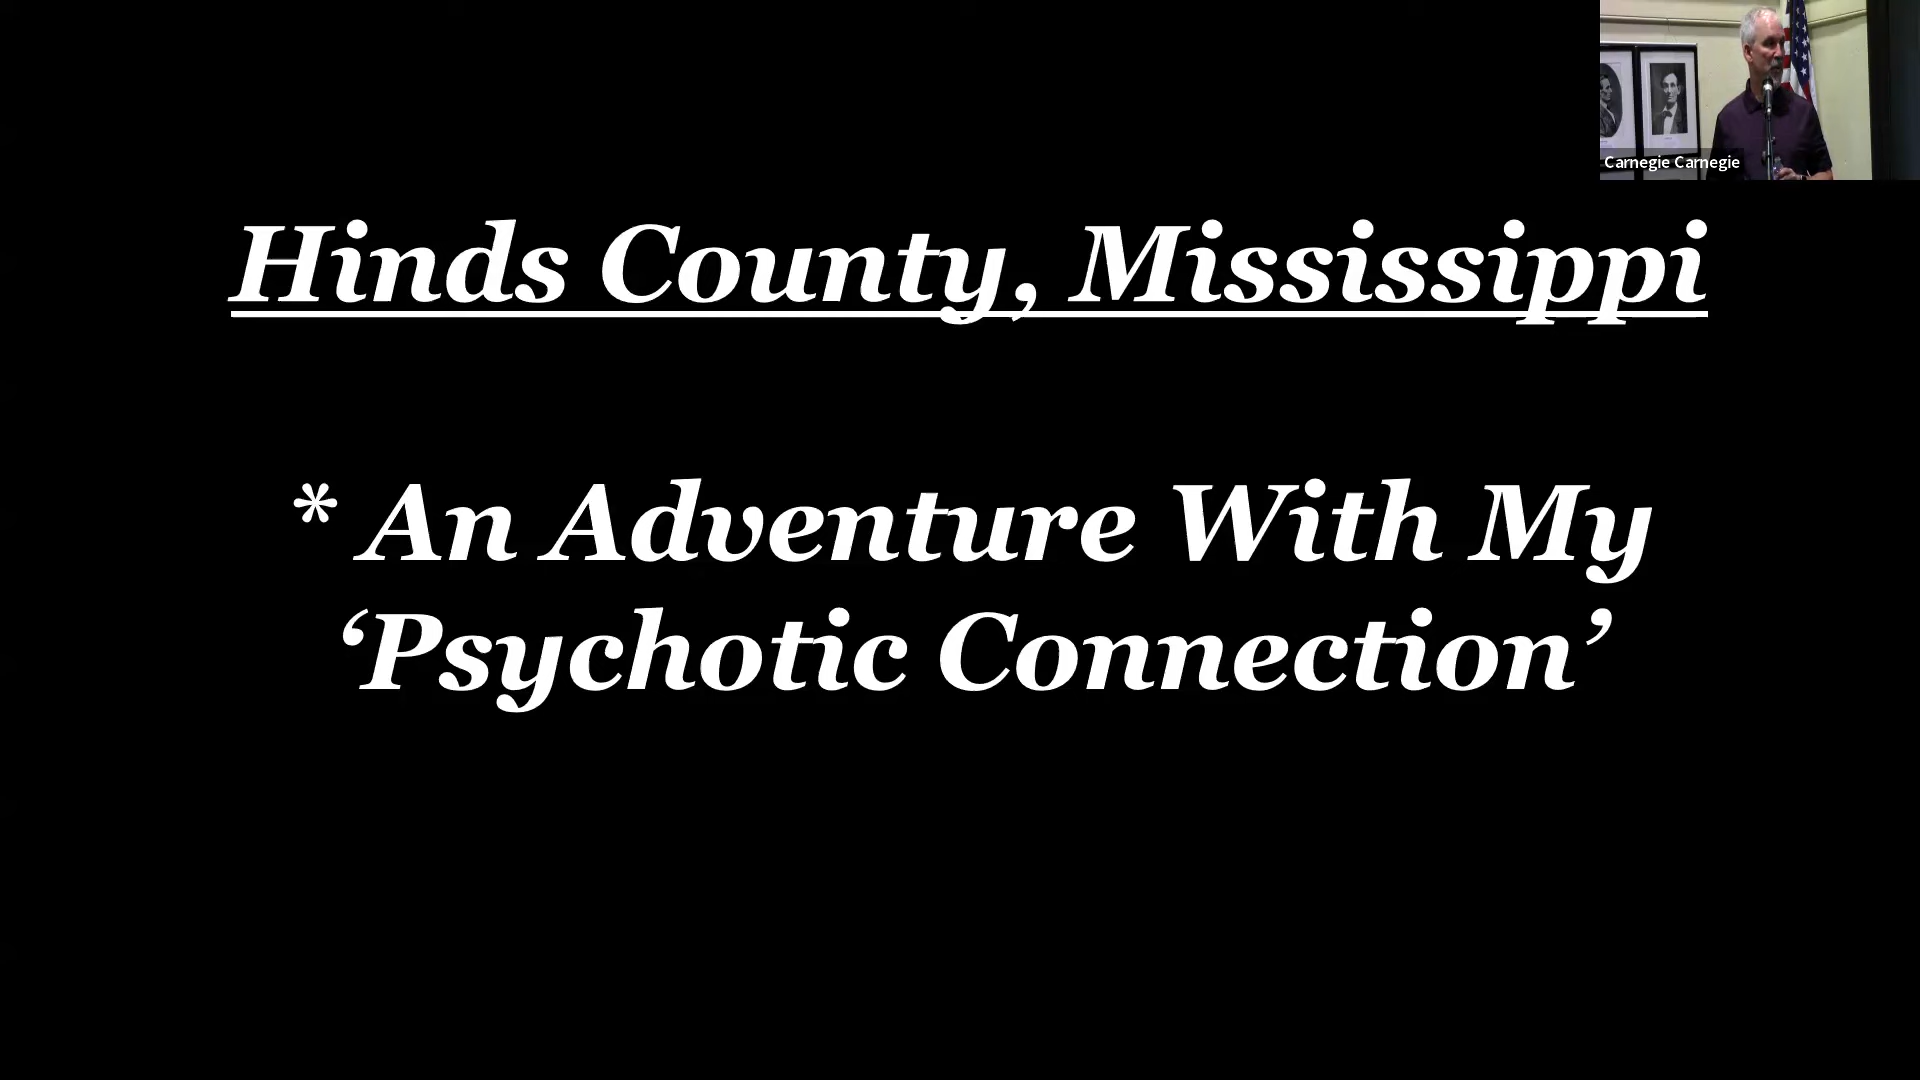 Carnegie Carnegie
Hinds County, Mississippi
* An Adventure With My
‘Psychotic Connection’